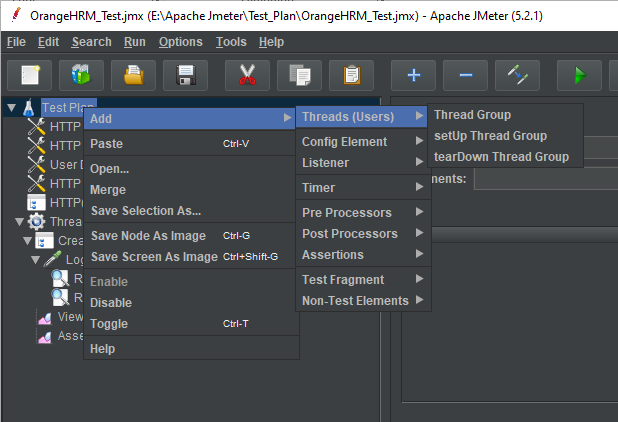 OrangeHRM_Test.jmx (E:\Apache Jmeter\Test_Plan\OrangeHRM_Test.jmx) - Apache JMeter (5.2.1)
File Edit Search Run Options Tools Help
Test Plan
Add
Threads (Users)
Thread Group
HTTP
setUp Thread Group
HTTP
Paste Ctrl-V
Config Element
tearDown Thread Group
User D
Open...
Listener
HTTP
Merge
Timer
HTTP
Save Selection As...
Pre Processors
Threa
Save Node As Image Ctrl-G
Post Processors
Crea
Save Screen As Image Ctrl+Shift-G
Assertions
Log
Enable
Test Fragment
R
Disable
Non-Test Elements
R
View
Toggle Ctrl-T
Asse
Help